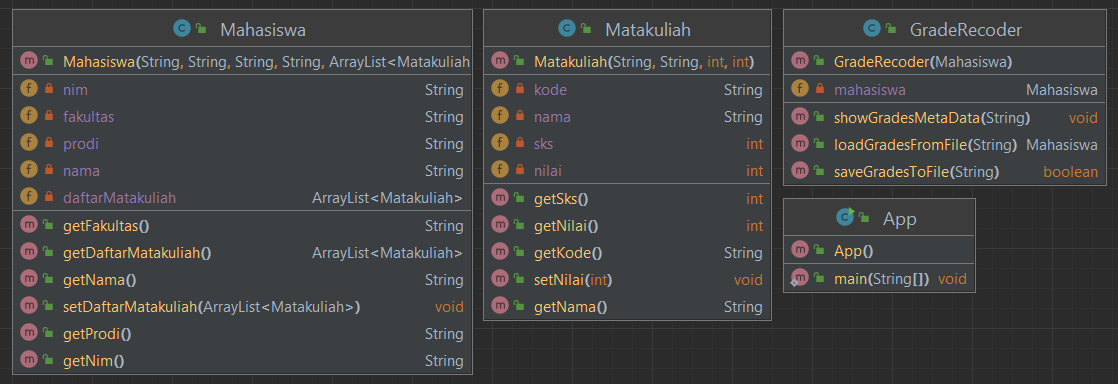 Mahasiswa
Mahasiswa(String, String, String, String, ArrayList<Matakuliah
nim String
fakultas String
prodi String
nama String
daftarMatakuliah ArrayList<Matakuliah>
getFakultas() String
getDaftarMatakuliah() ArrayList<Matakuliah>
getNama() String
setDaftarMatakuliah(ArrayList<Matakuliah>) void
getProdi() String
getNim() String
Matakuliah
Matakuliah(String, String, int, int)
kode String
nama String
sks int
nilai int
getSks() int
getNilai() int
getKode() String
setNilai(int) void
getNama() String
GradeRecoder
GradeRecoder(Mahasiswa)
mahasiswa Mahasiswa
showGradesMetaData(String) void
loadGradesFromFile(String) Mahasiswa
saveGradesToFile(String) boolean
App
App()
main(String[]) void